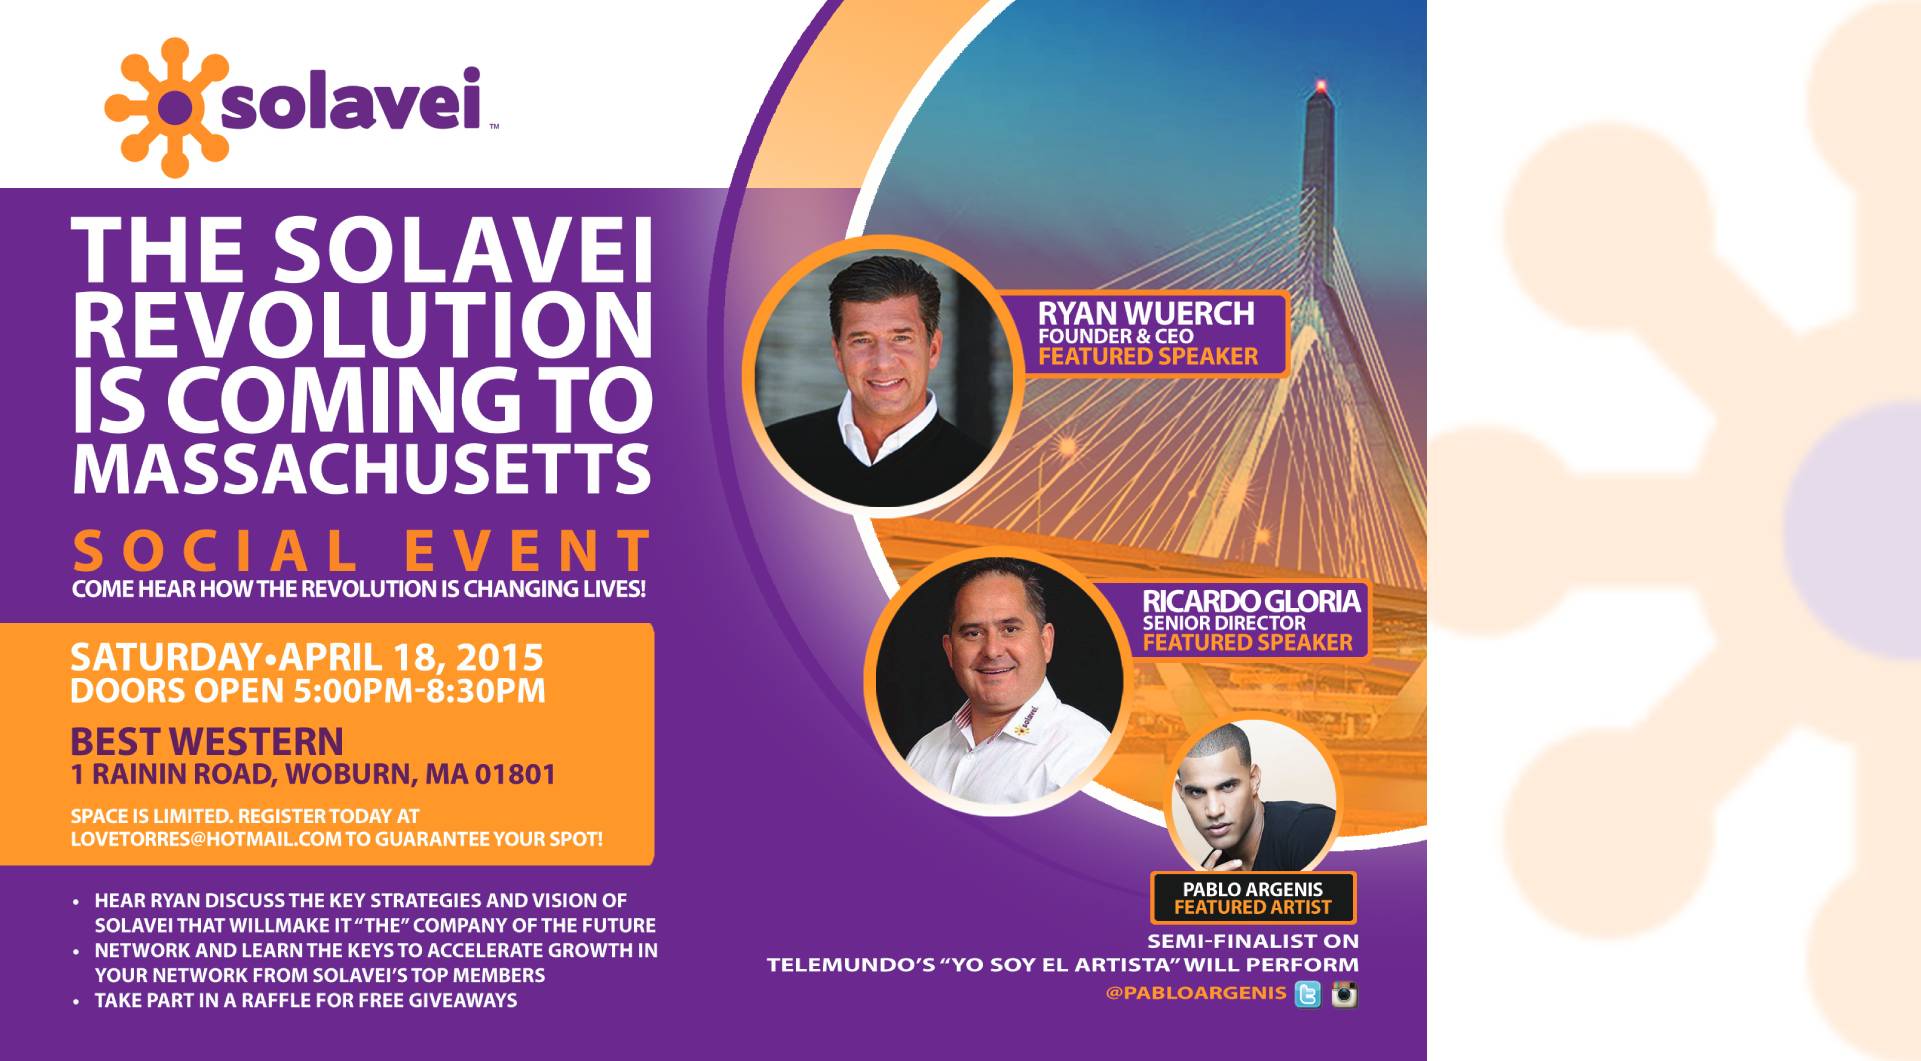 solavei ™
THE SOLAVEI
REVOLUTION
IS COMING TO
MASSACHUSETTS
SOCIAL EVENT
COME HEAR HOW THE REVOLUTION IS CHANGING LIVES!
SATURDAY•APRIL 18, 2015
DOORS OPEN 5:00PM-8:30PM
BEST WESTERN
1 RAININ ROAD, WOBURN, MA 01801
SPACE IS LIMITED. REGISTER TODAY AT
LOVETORRES@HOTMAIL.COM TO GUARANTEE YOUR SPOT!
• HEAR RYAN DISCUSS THE KEY STRATEGIES AND VISION OF
SOLAVEI THAT WILLMAKE IT “THE” COMPANY OF THE FUTURE
• NETWORK AND LEARN THE KEYS TO ACCELERATE GROWTH IN
YOUR NETWORK FROM SOLAVEI’S TOP MEMBERS
• TAKE PART IN A RAFFLE FOR FREE GIVEAWAYS
RYAN WUERCH
FOUNDER & CEO
FEATURED SPEAKER
RICARDO GLORIA
SENIOR DIRECTOR
FEATURED SPEAKER
solavei
PABLO ARGENIS
FEATURED ARTIST
SEMI-FINALIST ON
TELEMUNDO’S “YO SOY EL ARTISTA” WILL PERFORM
@PABLOARGENIS